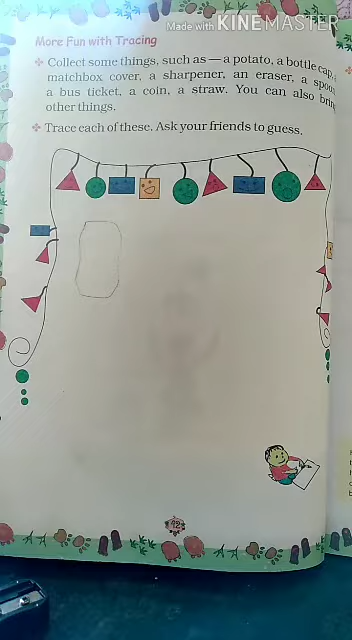 Made with KINEMASTER
More Fun with Tracing
❖ Collect some things, such as — a potato, a bottle cap,
matchbox cover, a sharpener, an eraser, a
a bus ticket, a coin, a straw. You can also
other things.
❖ Trace each of these. Ask your friends to guess.
92